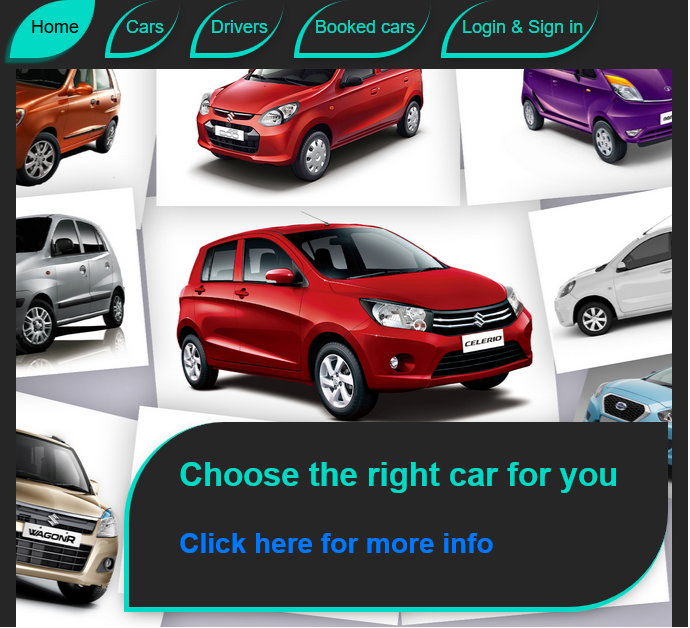 Home
Cars
Drivers
Booked cars
Login & Sign in
CELERIO
WAGONR
Choose the right car for you
Click here for more info